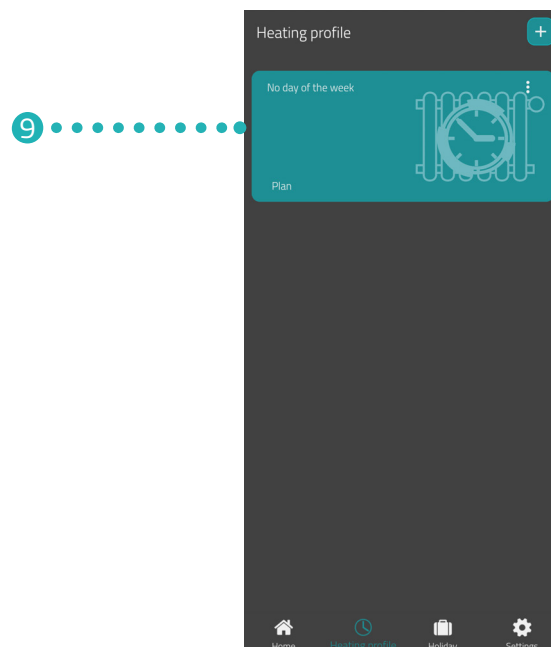 Heating profile
+
No day of the week
9
Plan
Home Heating profile Holiday Settings